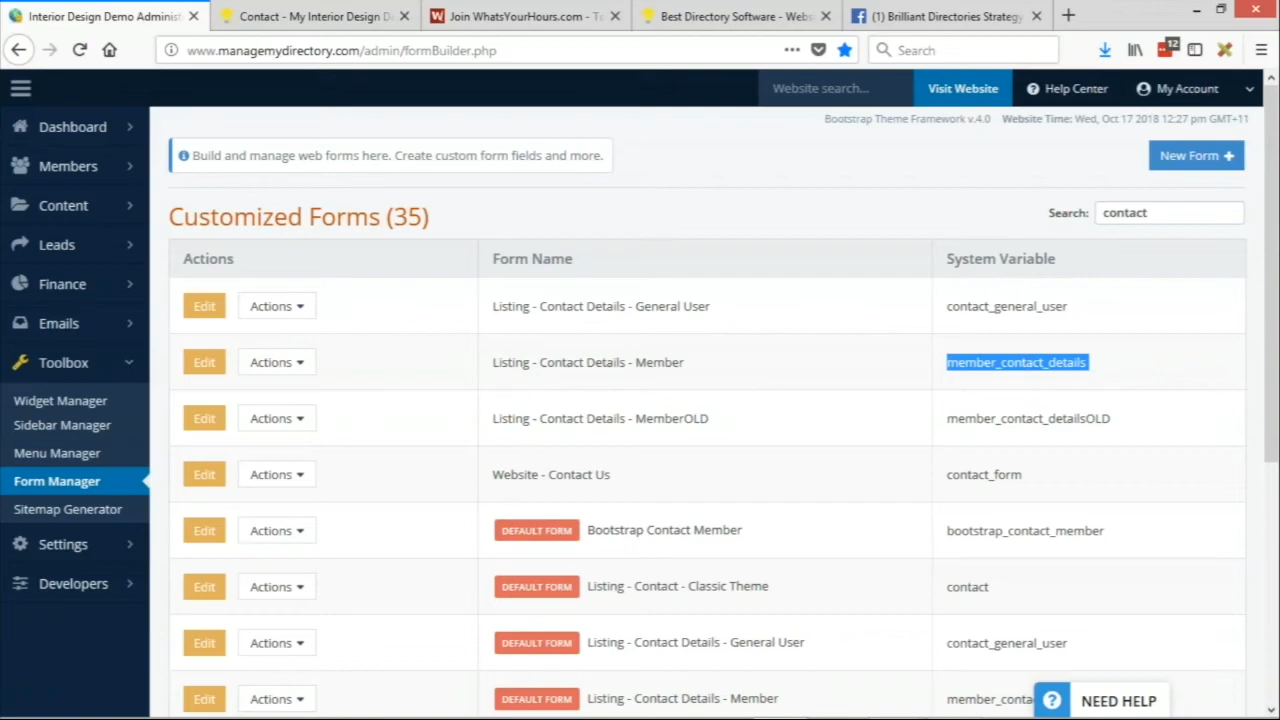 Interior Design Demo Administ
Contact - My Interior Design D
Join WhatsYourHours.com - T
Best Directory Software - Webs
(1) Brilliant Directories Strategy
www.managemydirectory.com/admin/formBuilder.php
Search
12
Website search...
Visit Website
Help Center
My Account
Bootstrap Theme Framework v.4.0 Website Time: Wed, Oct 17 2018 12:27 pm GMT+11
Dashboard
Members
Content
Leads
Finance
Emails
Toolbox
Widget Manager
Sidebar Manager
Menu Manager
Form Manager
Sitemap Generator
Settings
Developers
Build and manage web forms here. Create custom form fields and more.
New Form +
Customized Forms (35)
Search: contact
Actions Form Name System Variable
Edit Actions Listing - Contact Details - General User contact_general_user
Edit Actions Listing - Contact Details - Member member_contact_details
Edit Actions Listing - Contact Details - MemberOLD member_contact_detailsOLD
Edit Actions Website - Contact Us contact_form
Edit Actions DEFAULT FORM Bootstrap Contact Member bootstrap_contact_member
Edit Actions DEFAULT FORM Listing - Contact - Classic Theme contact
Edit Actions DEFAULT FORM Listing - Contact Details - General User contact_general_user
Edit Actions DEFAULT FORM Listing - Contact Details - Member member_conta
? NEED HELP